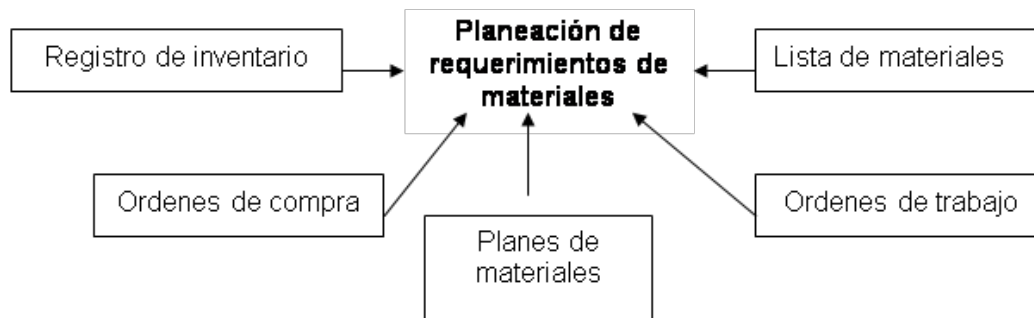 Planeación de
requerimientos de
materiales
Registro de inventario
Lista de materiales
Ordenes de compra
Planes de
materiales
Ordenes de trabajo